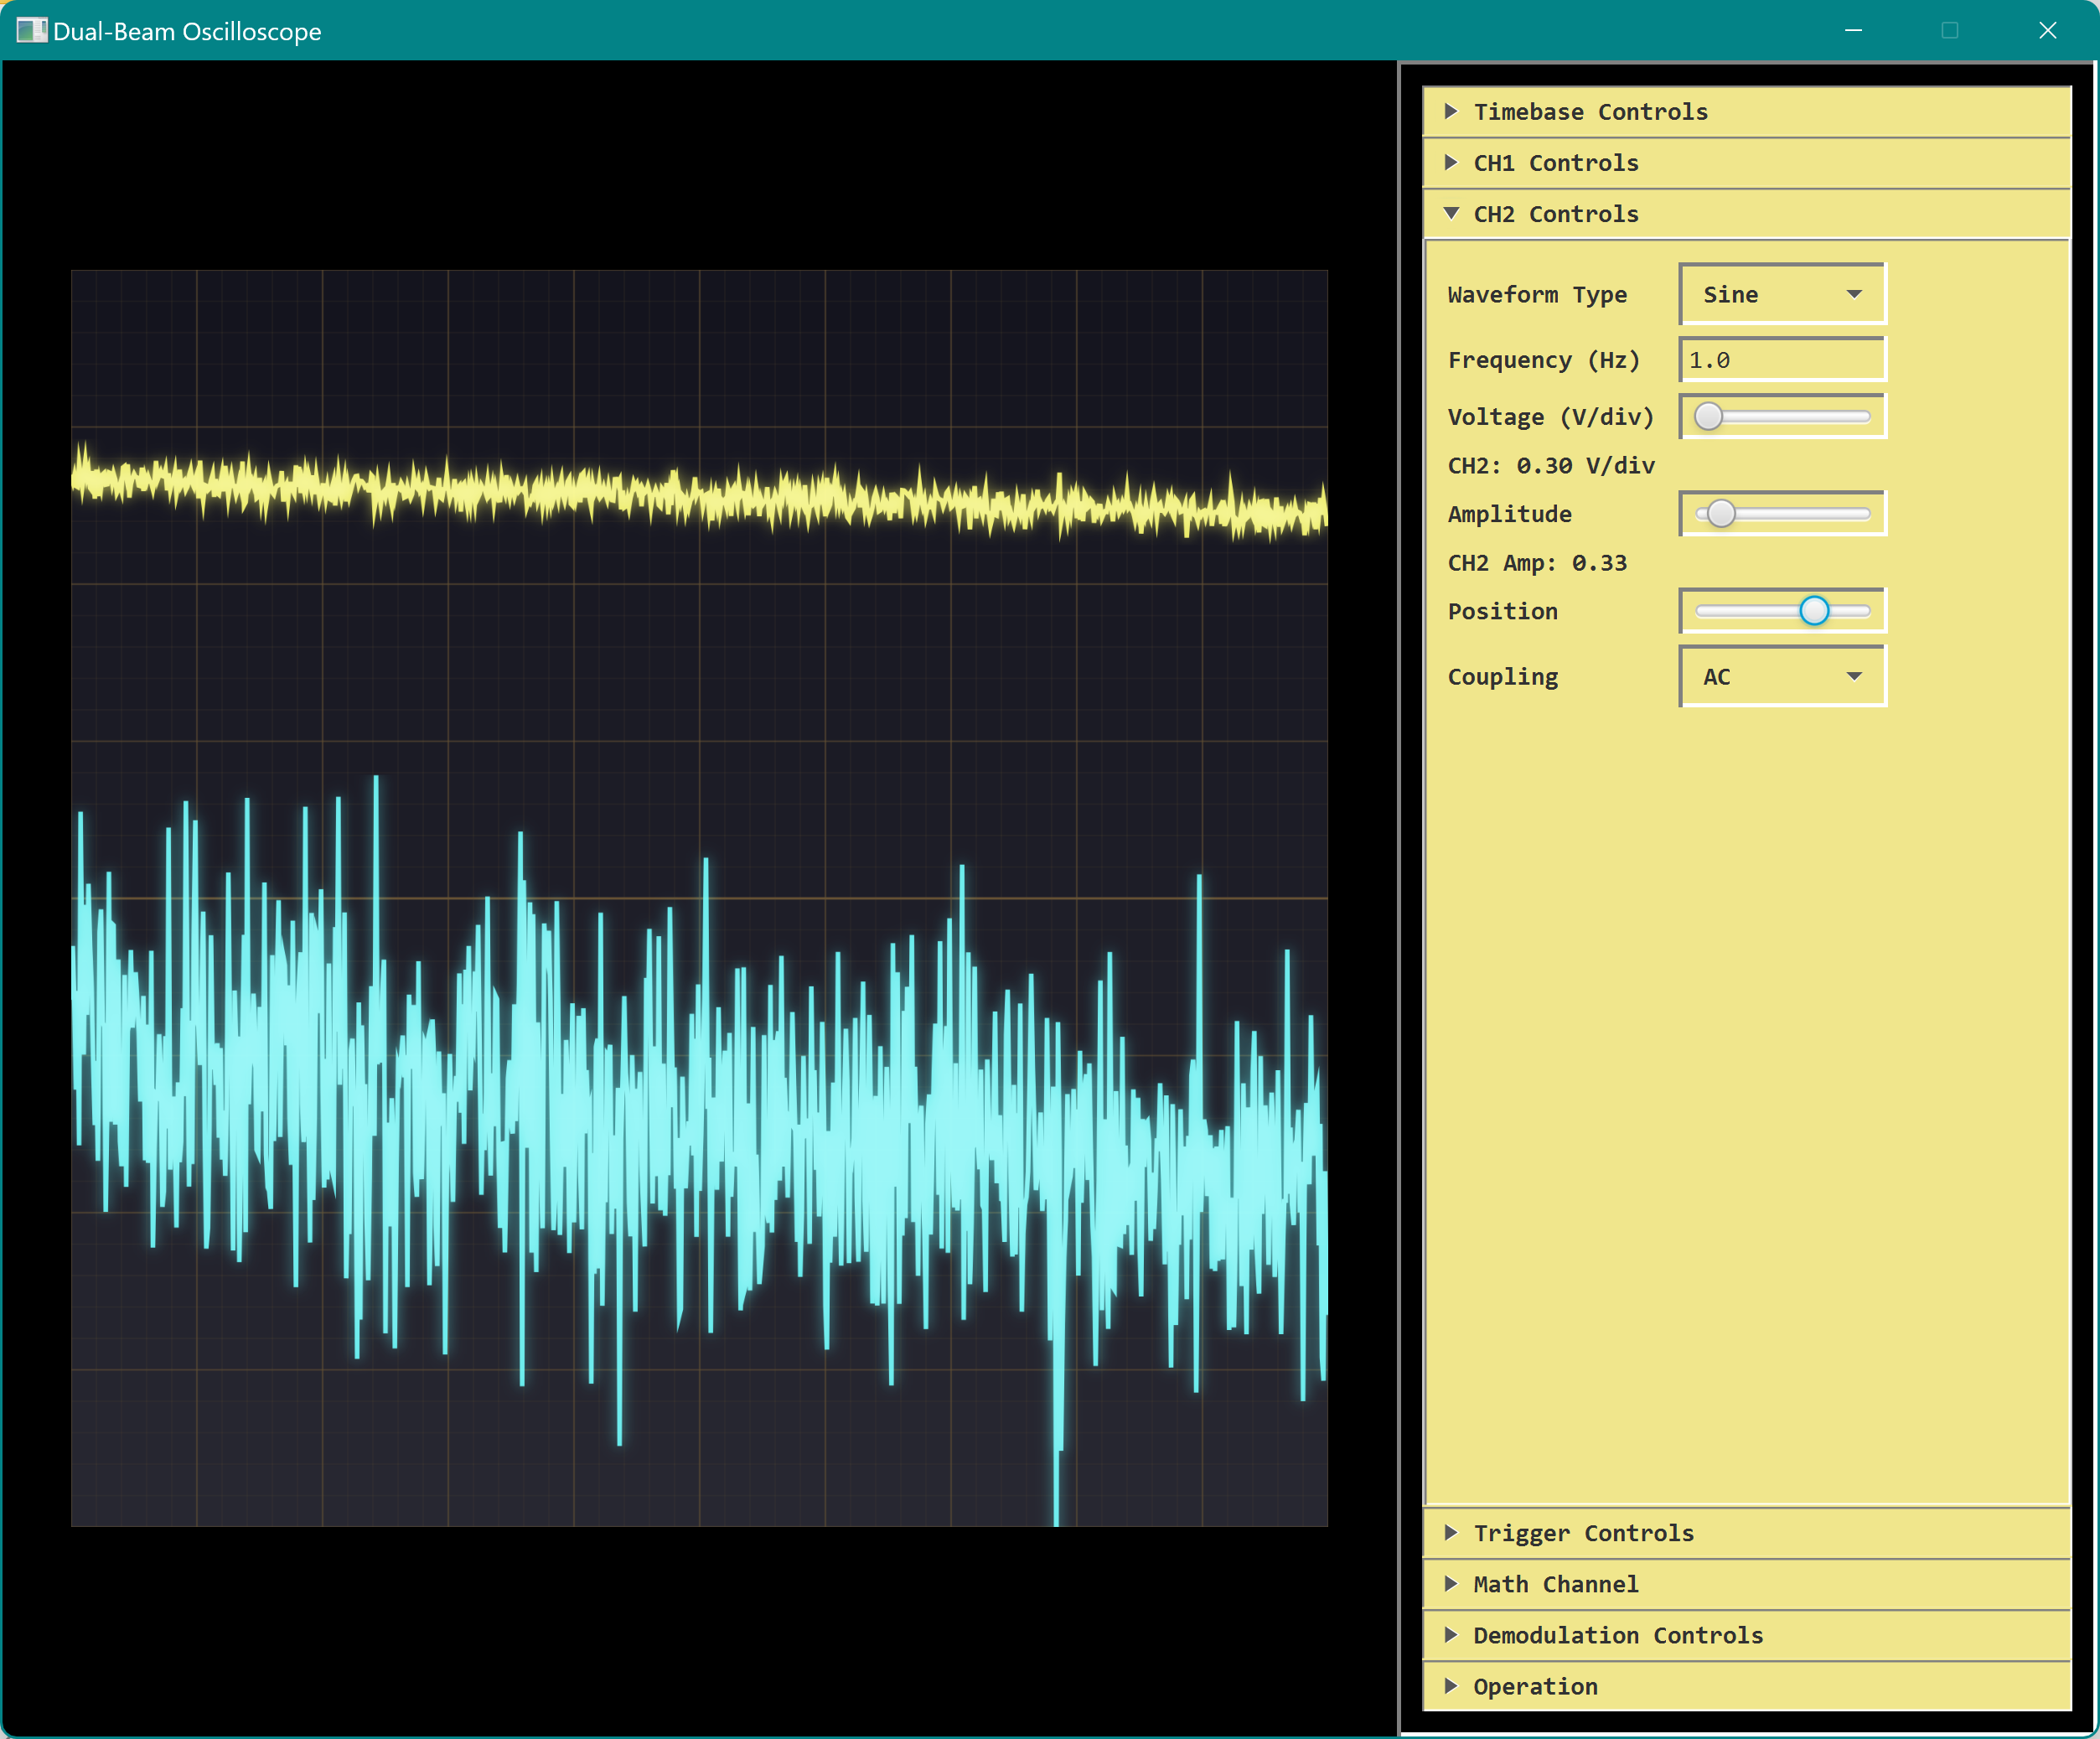 Dual-Beam Oscilloscope
Timebase Controls
CH1 Controls
CH2 Controls
Waveform Type Sine
Frequency (Hz) 1.0
Voltage (V/div)
CH2: 0.30 V/div
Amplitude
CH2 Amp: 0.33
Position
Coupling AC
Trigger Controls
Math Channel
Demodulation Controls
Operation